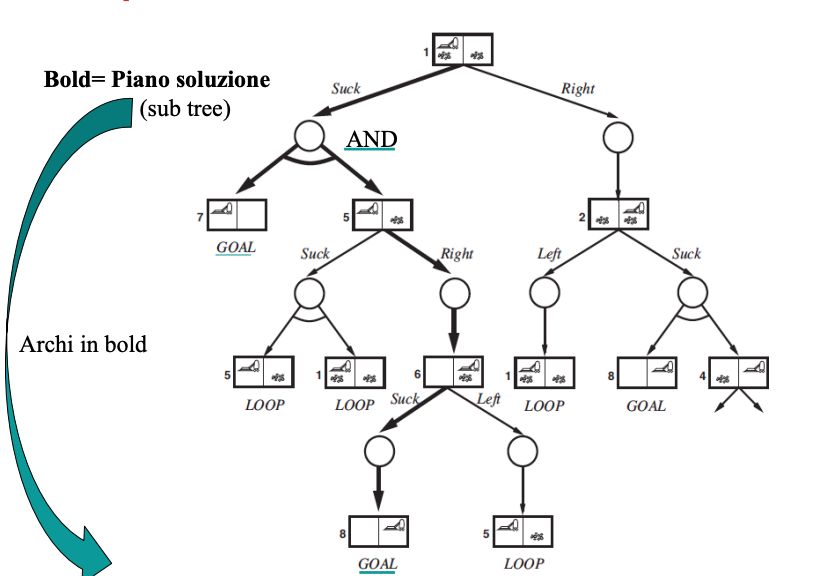 1
Bold= Piano soluzione
(sub tree)
Suck
Right
AND
7
5
2
GOAL
Suck
Right
Left
Suck
Archi in bold
5
1
6
1
8
4
LOOP
LOOP
Suck
Left
LOOP
GOAL
8
5
GOAL
LOOP